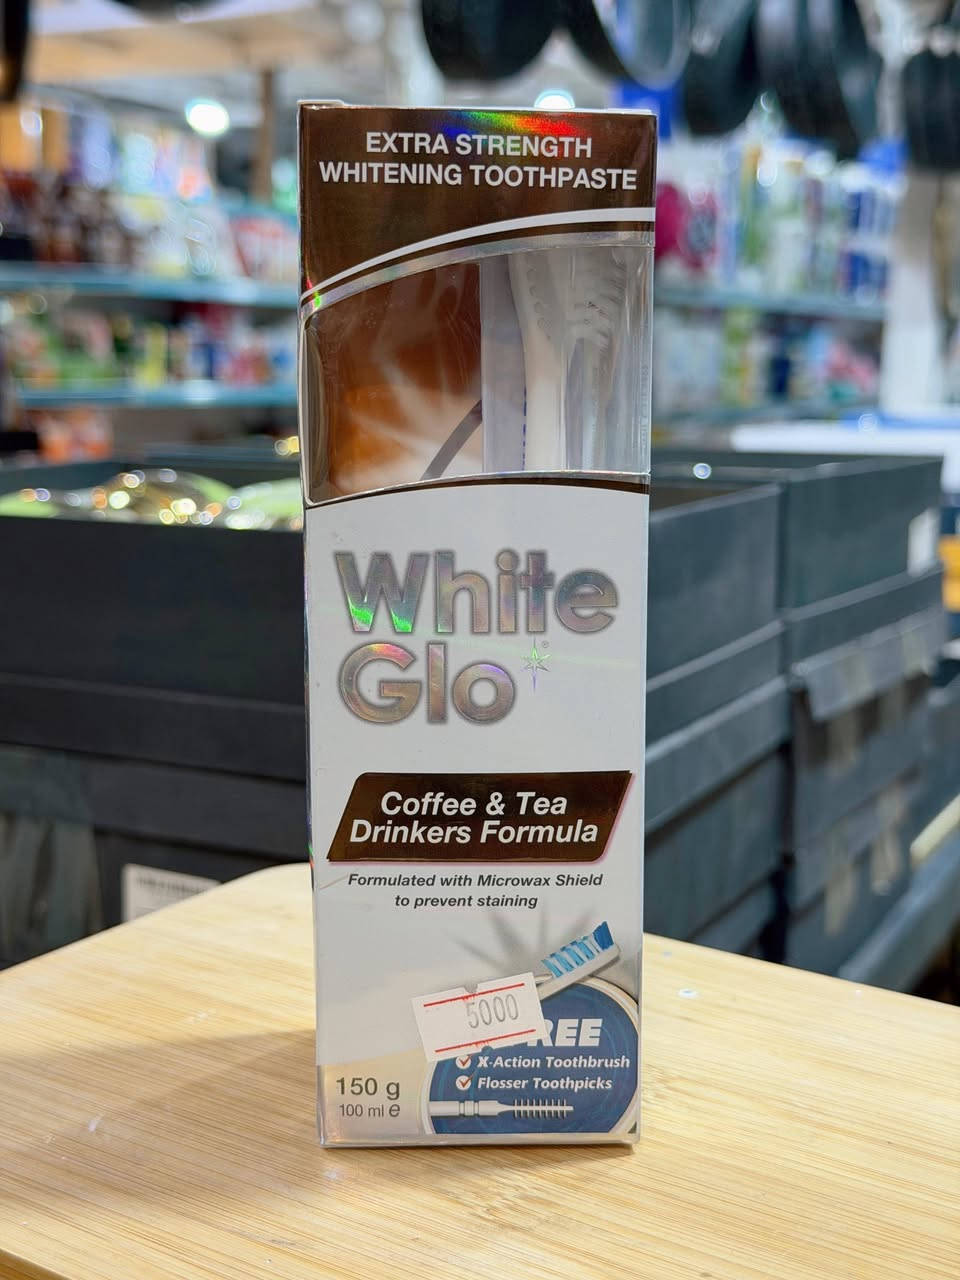 EXTRA STRENGTH
WHITENING TOOTHPASTE
White
Glo®
Coffee & Tea
Drinkers Formula
Formulated with Microwax Shield
to prevent staining
5000
REE
X-Action Toothbrush
Flosser Toothpicks
150 g
100 ml e